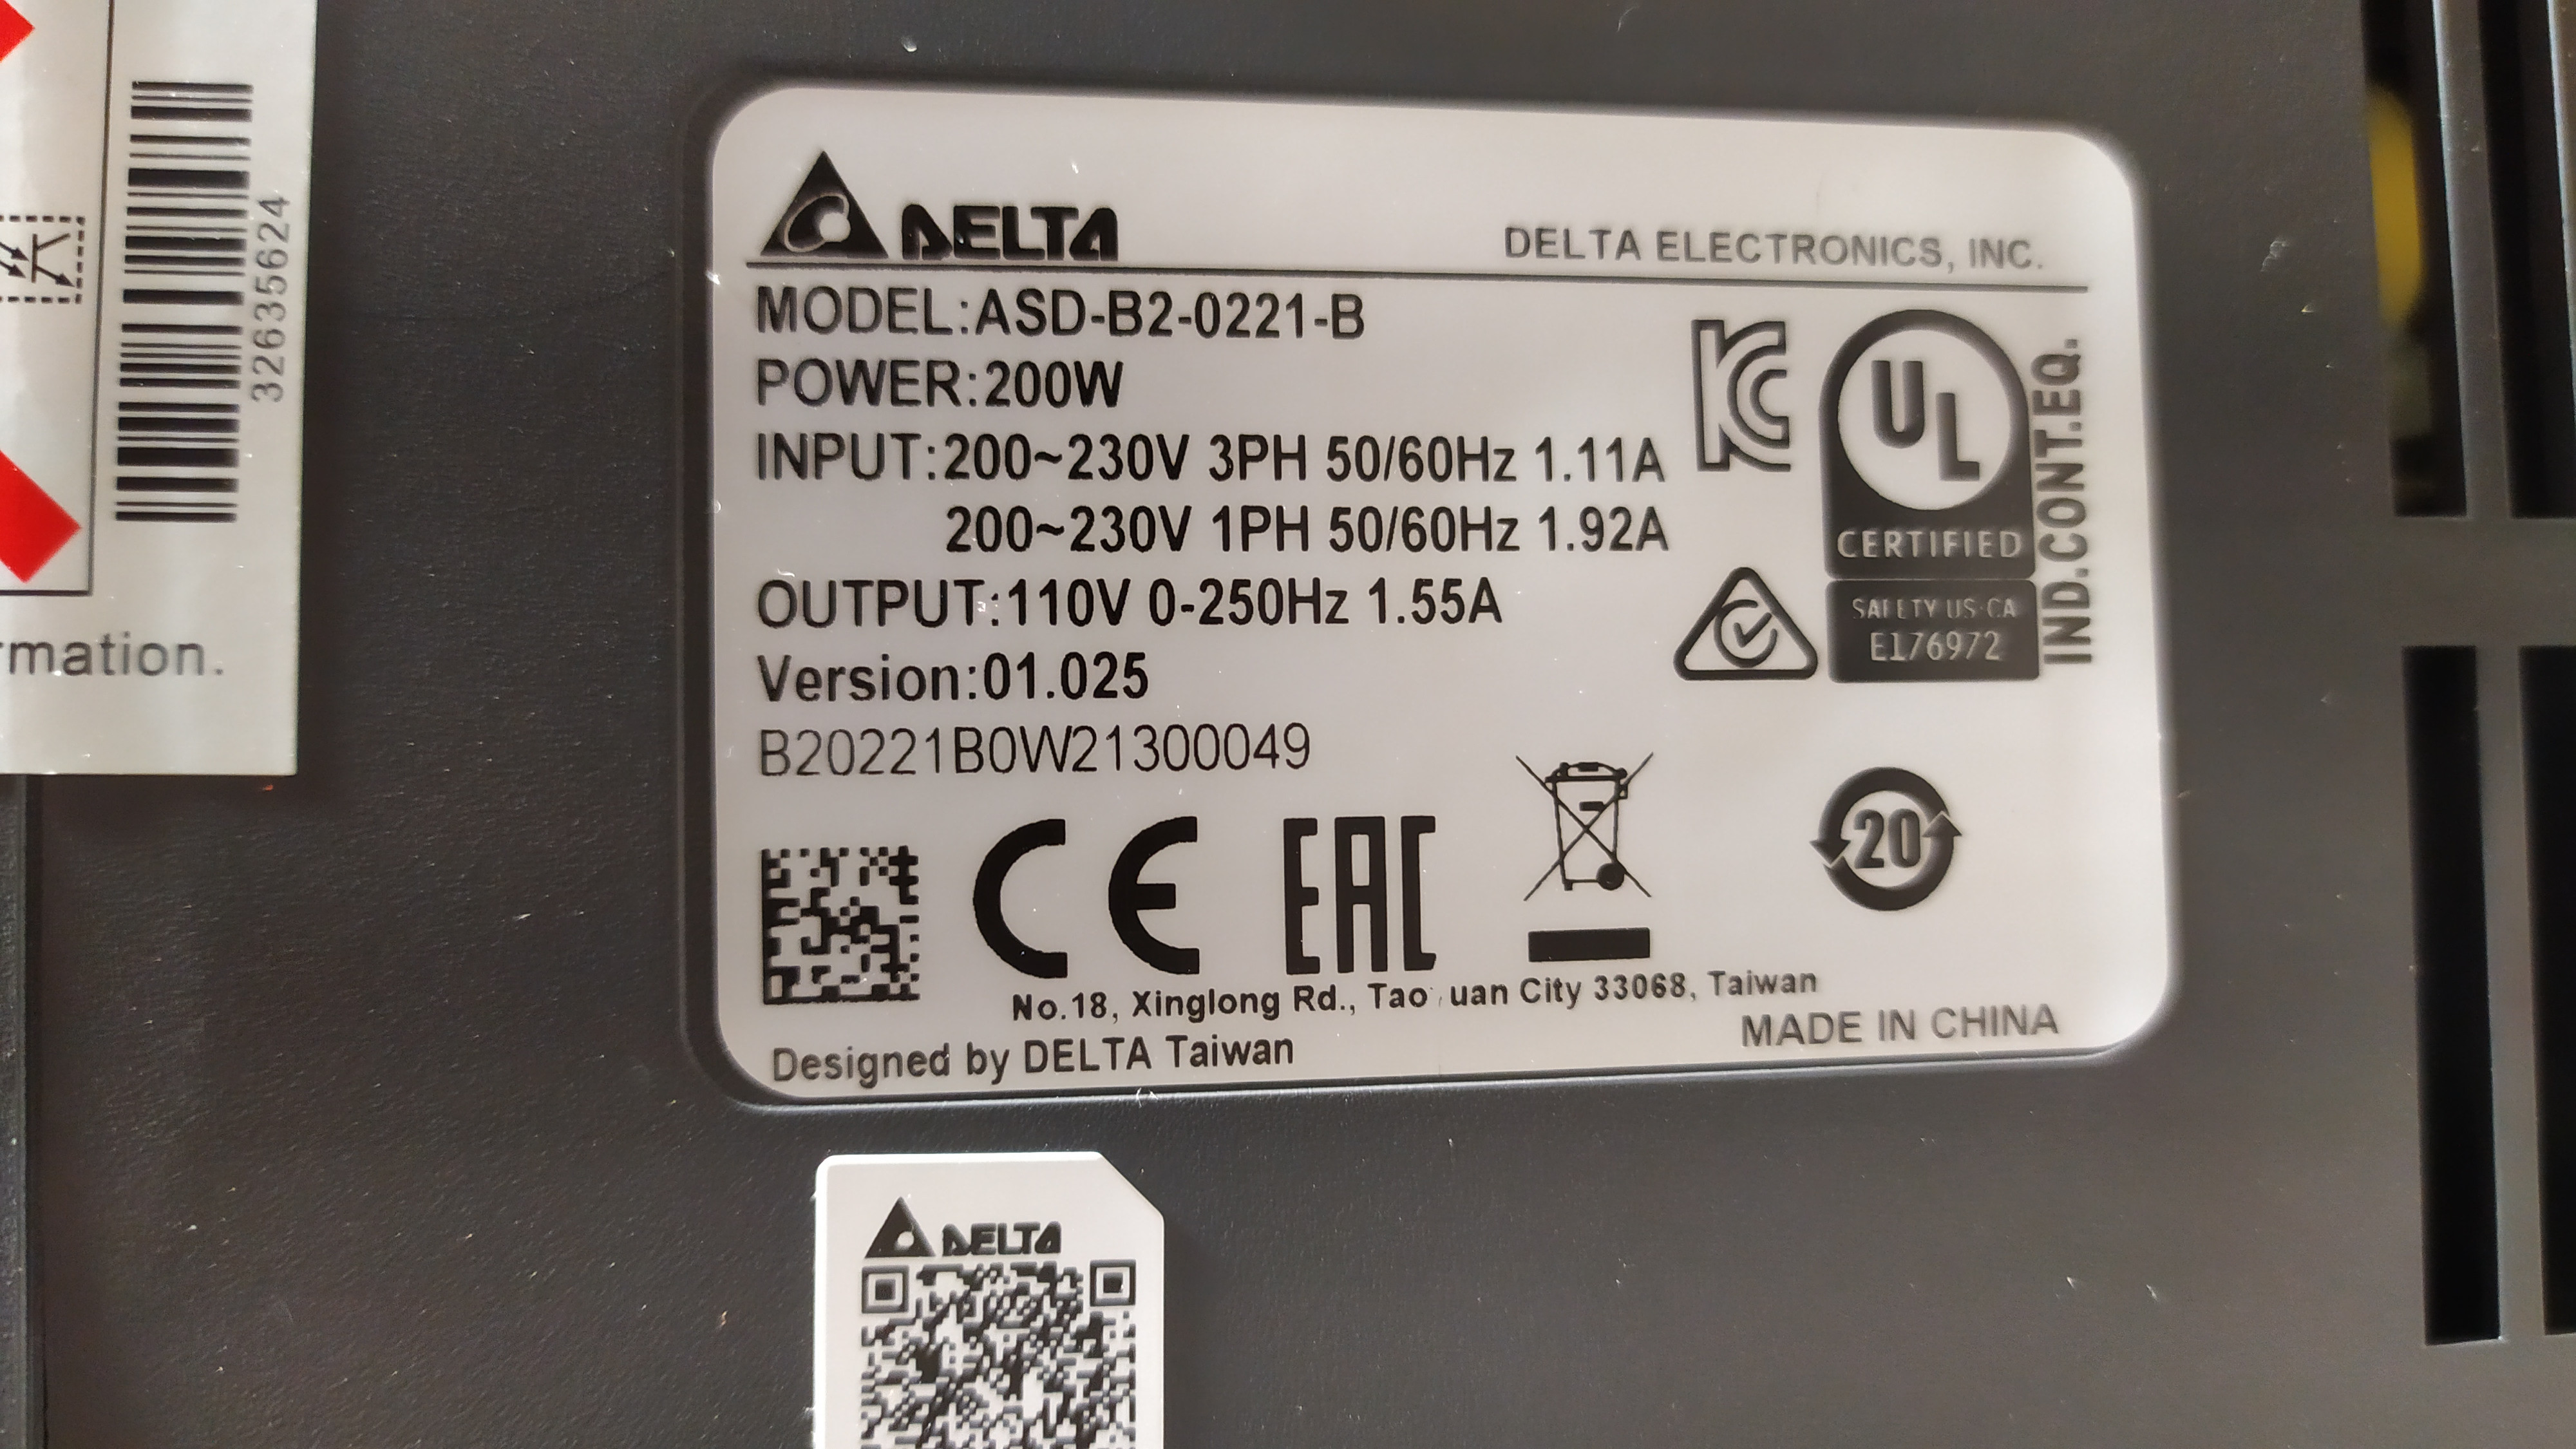 DELTA
DELTA ELECTRONICS, INC.
MODEL:ASD-B2-0221-B
POWER:200W
INPUT:200~230V 3PH 50/60Hz 1.11A
200~230V 1PH 50/60Hz 1.92A
OUTPUT:110V 0-250Hz 1.55A
Version:01.025
B20221B0W21300049
UL
CERTIFIED
SAFETY US·CA
E176972
IND.CONT.EQ.
CE
EAC
20
No.18, Xinglong Rd., Tao uan City 33068, Taiwan
MADE IN CHINA
Designed by DELTA Taiwan
DELTA
326356624
rmation.